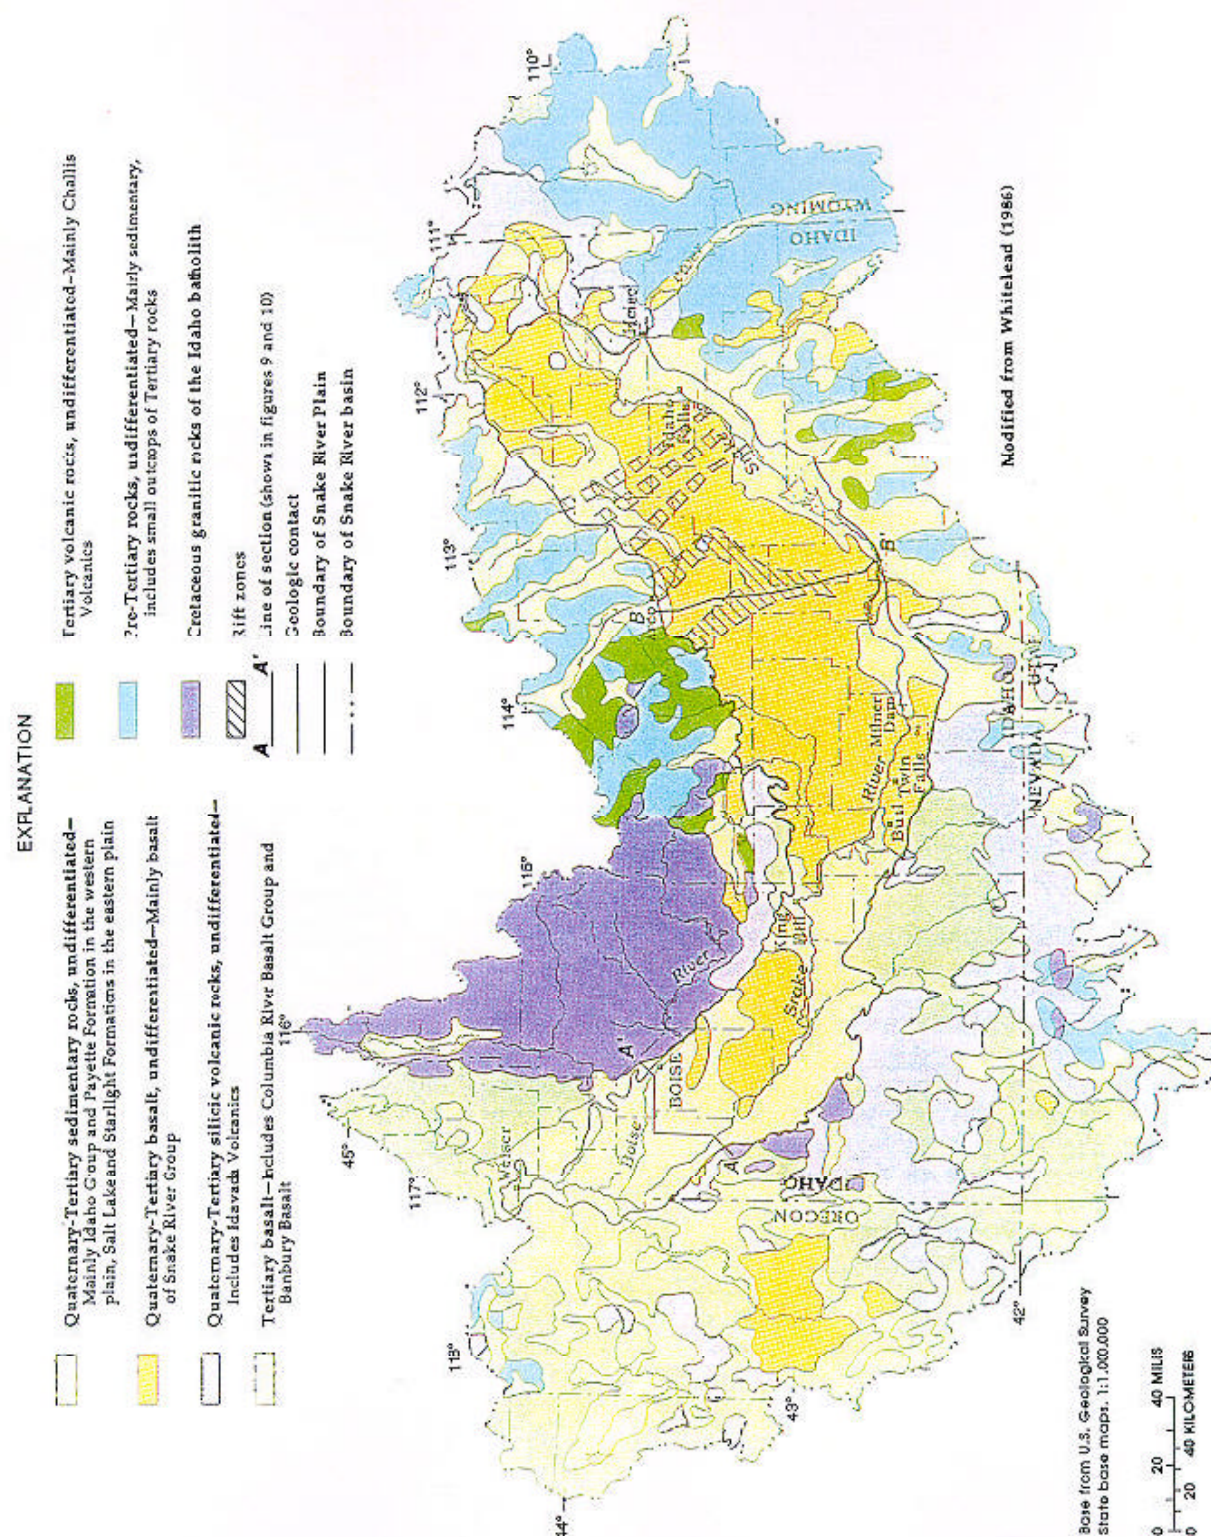 EXPLANATION
Quaternary-Tertiary sedimentary rocks, undifferentiated—
Mainly Idaho Group and Payette Formation in the western
plain, Salt Lake and Starlight Formations in the eastern plain
Quaternary-Tertiary basalt, undifferentiated—Mainly basalt
of Snake River Group
Quaternary-Tertiary silicic volcanic rocks, undifferentiated—
Includes Idavada Volcanics
Tertiary basalt—Includes Columbia River Basalt Group and
Banbury Basalt
Tertiary volcanic rocks, undifferentiated—Mainly Challis
Volcanics
Pre-Tertiary rocks, undifferentiated—Mainly sedimentary,
includes small outcrops of Tertiary rocks
Cretaceous granitic rocks of the Idaho batholith
Rift zones
A A'
Line of section (shown in figures 9 and 10)
Geologic contact
Boundary of Snake River Plain
Boundary of Snake River basin
45°
116°
115°
114°
113°
112°
111°
110°
117°
118°
44°
43°
42°
Weiser
Boise
River
BOISE
A'
A
Snake
King
Hill
Buhl
Twin
Falls
River
Milner
Dam
B
B'
Idaho
Falls
Snake
Heise
OREGON
IDAHO
IDAHO
NEVADA
UTAH
IDAHO
WYOMING
Modified from Whitehead (1986)
Base from U.S. Geological Survey
State base maps, 1:1,000,000
0 20 40 MILES
0 20 40 KILOMETERS